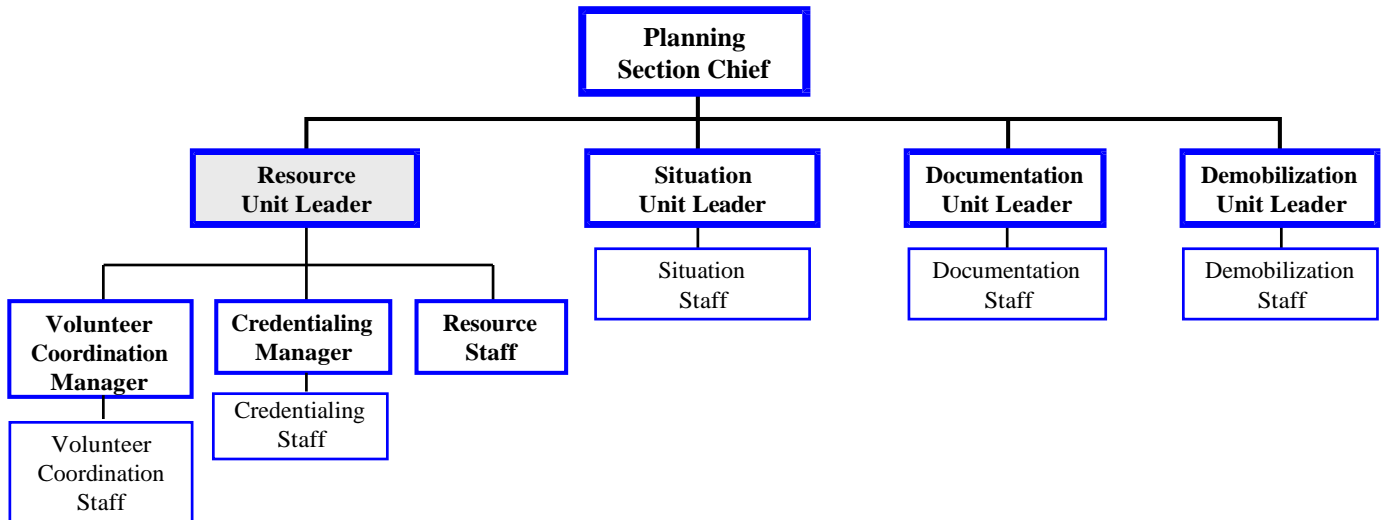 Planning
Section Chief
Resource
Unit Leader
Situation
Unit Leader
Documentation
Unit Leader
Demobilization
Unit Leader
Situation
Staff
Documentation
Staff
Demobilization
Staff
Volunteer
Coordination
Manager
Credentialing
Manager
Resource
Staff
Credentialing
Staff
Volunteer
Coordination
Staff